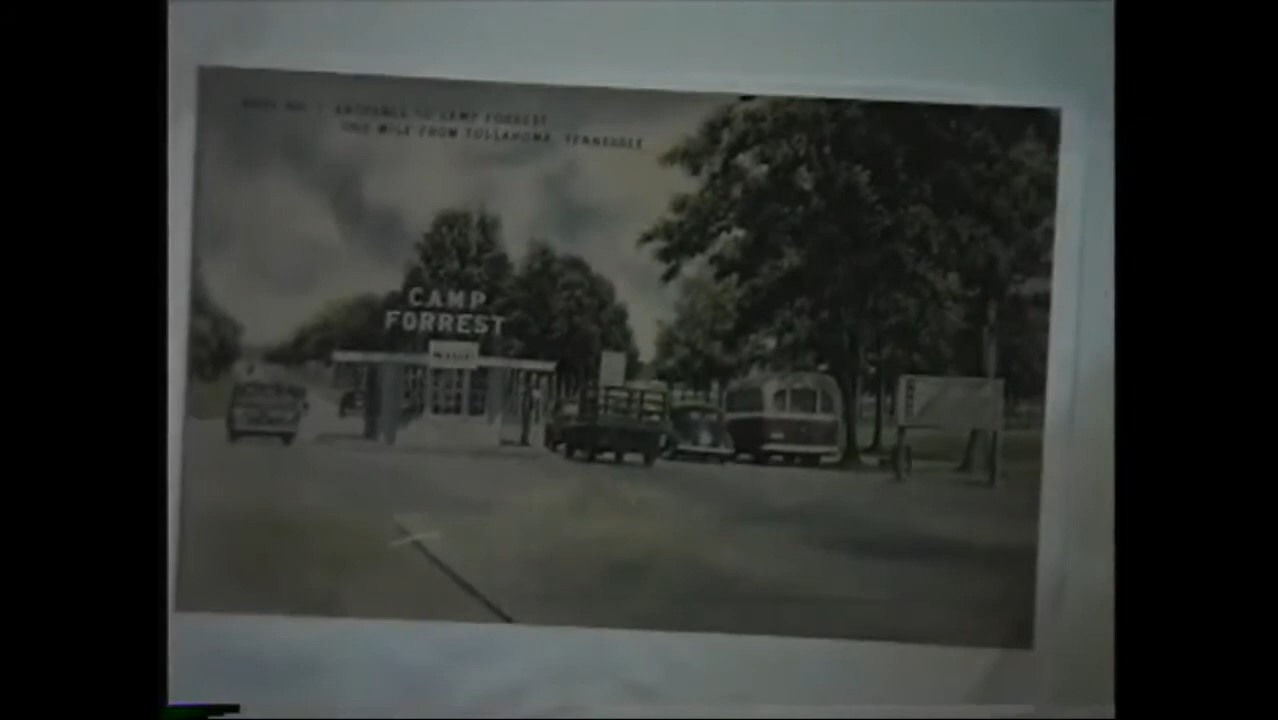 ENTRANCE TO CAMP FORREST
ONE MILE FROM TULLAHOMA, TENNESSEE
CAMP
FORREST